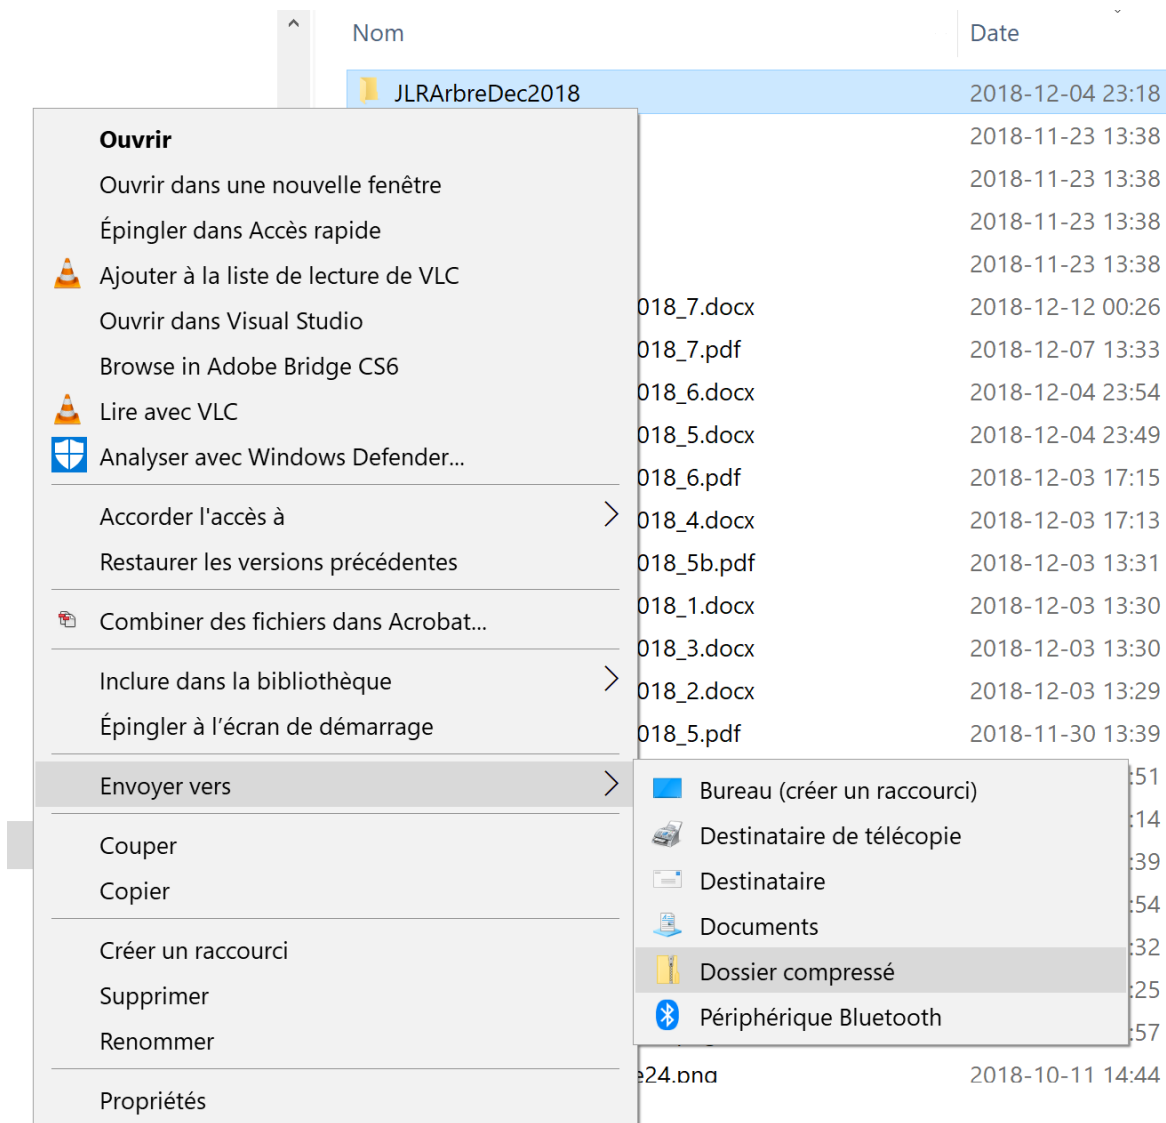 Nom Date
JLRArbreDec2018 2018-12-04 23:18
Ouvrir
2018-11-23 13:38
Ouvrir dans une nouvelle fenêtre
2018-11-23 13:38
Épingler dans Accès rapide
2018-11-23 13:38
Ajouter à la liste de lecture de VLC
2018-11-23 13:38
Ouvrir dans Visual Studio
018_7.docx 2018-12-12 00:26
Browse in Adobe Bridge CS6
018_7.pdf 2018-12-07 13:33
Lire avec VLC
018_6.docx 2018-12-04 23:54
Analyser avec Windows Defender...
018_5.docx 2018-12-04 23:49
018_6.pdf 2018-12-03 17:15
Accorder l'accès à
018_4.docx 2018-12-03 17:13
Restaurer les versions précédentes
018_5b.pdf 2018-12-03 13:31
Combiner des fichiers dans Acrobat...
018_1.docx 2018-12-03 13:30
018_3.docx 2018-12-03 13:30
Inclure dans la bibliothèque
018_2.docx 2018-12-03 13:29
Épingler à l’écran de démarrage
018_5.pdf 2018-11-30 13:39
Envoyer vers
Couper
Copier
Créer un raccourci
Supprimer
Renommer
Propriétés
Bureau (créer un raccourci)
Destinataire de télécopie
Destinataire
Documents
Dossier compressé
Périphérique Bluetooth
:51
:14
:39
:54
:32
:25
:57
e24.png 2018-10-11 14:44